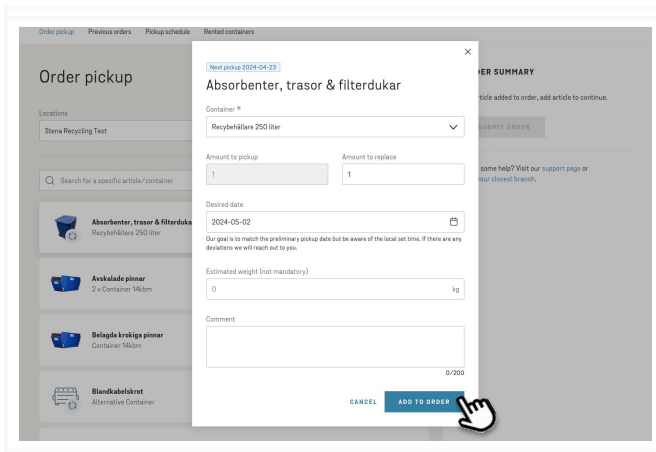 Order pickup Previous orders Pickup schedule Rented containers
Order pickup
Locations
Stena Recycling Test
Search for a specific article/container
Absorbenter, trasor & filterduka
Recybehållare 250 liter
Avskalade pinnar
2 x Container 14kbm
Belagda krokiga pinnar
Container 14kbm
Blandkabelskrot
Alternative Container
Next pickup 2024-04-23
Absorbenter, trasor & filterdukar
Container *
Recybehållare 250 liter
Amount to pickup Amount to replace
1 1
Desired date
2024-05-02
Our goal is to match the preliminary pickup date but be aware of the local set time. If there are any
deviations we will reach out to you.
Estimated weight (not mandatory)
0 kg
Comment
0/200
CANCEL ADD TO ORDER
DER SUMMARY
rticle added to order, add article to continue.
SUBMIT ORDER
some help? Visit our support page or
your closest branch.